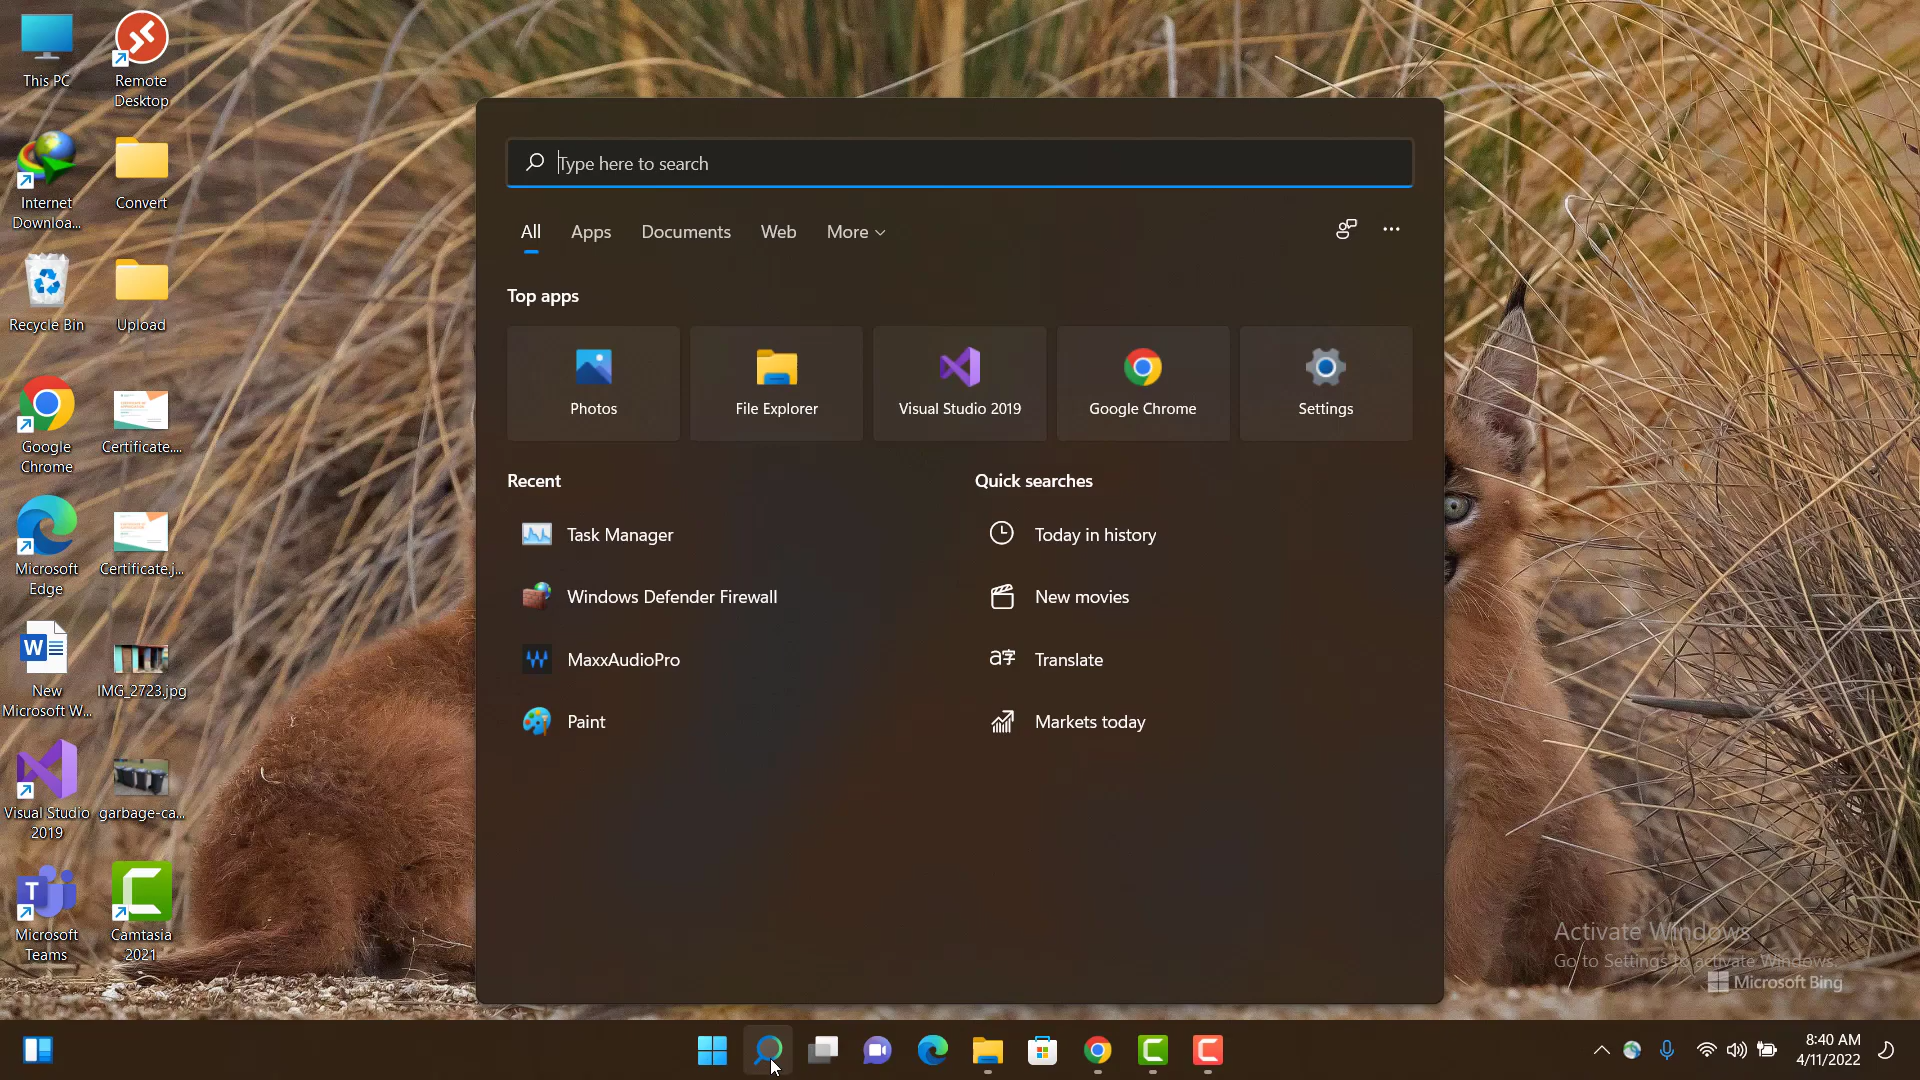 This PC
Remote
Desktop
Internet
Downloa...
Convert
Recycle Bin
Upload
Google
Chrome
Certificate....
Microsoft
Edge
Certificate.j...
New
Microsoft W...
IMG_2723.jpg
Visual Studio
2019
garbage-ca...
Microsoft
Teams
Camtasia
2021
Type here to search
All
Apps
Documents
Web
More
Top apps
Photos
File Explorer
Visual Studio 2019
Google Chrome
Settings
Recent
Quick searches
Task Manager
Today in history
Windows Defender Firewall
New movies
MaxxAudioPro
Translate
Paint
Markets today
Activate Windows
Go to Settings to activate Windows.
Microsoft Bing
8:40 AM
4/11/2022